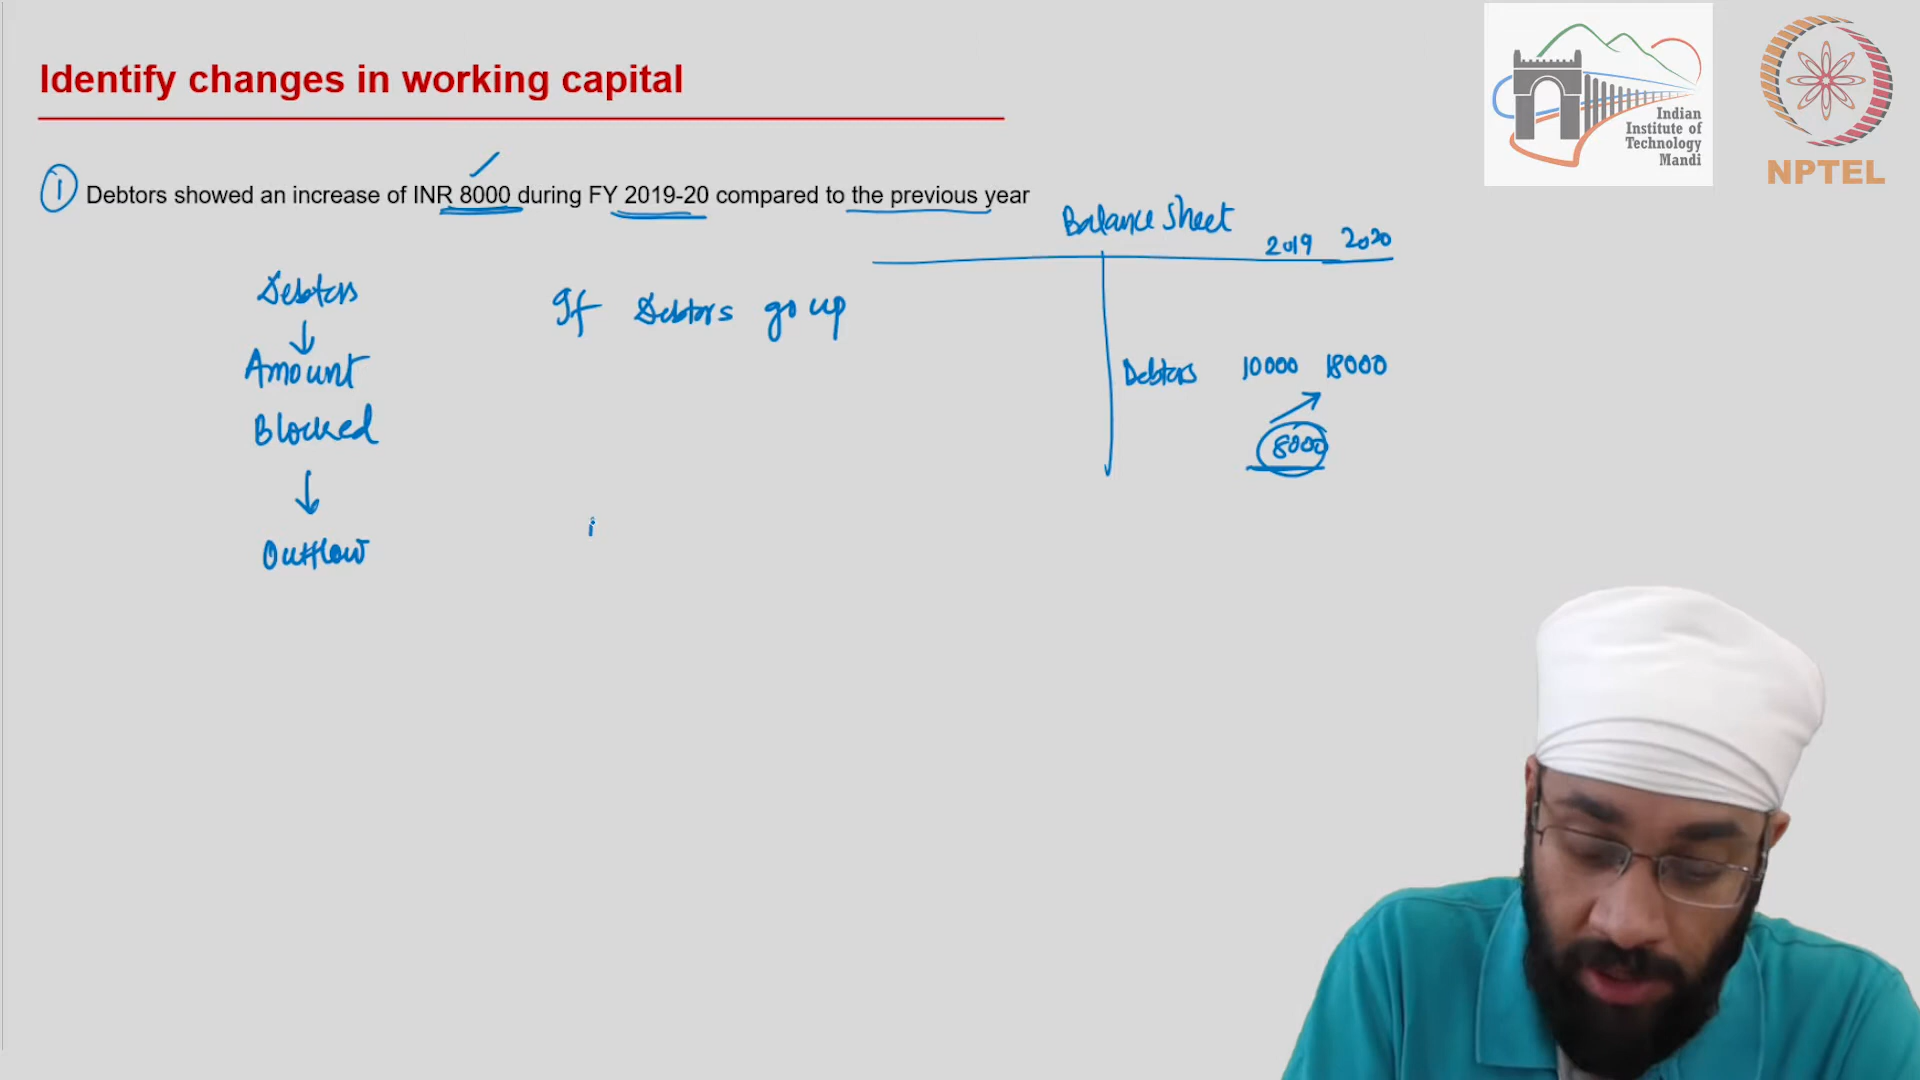 Identify changes in working capital
Indian
Institute of
Technology
Mandi
NPTEL
1 Debtors showed an increase of INR 8000 during FY 2019-20 compared to the previous year
Balance Sheet
2019 2020
Debtors
If Debtors go up
Amount
Debtors 10000 18000
Blocked
8000
Outflow
i